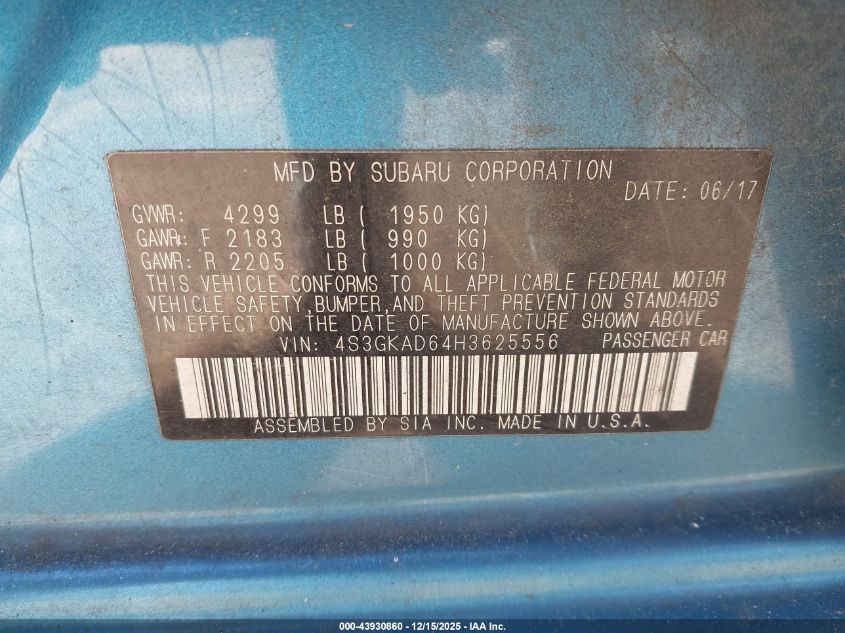 MFD BY SUBARU CORPORATION
DATE: 06/17
GVWR: 4299 LB ( 1950 KG)
GAWR: F 2183 LB ( 990 KG)
GAWR: R 2205 LB ( 1000 KG)
THIS VEHICLE CONFORMS TO ALL APPLICABLE FEDERAL MOTOR
VEHICLE SAFETY, BUMPER, AND THEFT PREVENTION STANDARDS
IN EFFECT ON THE DATE OF MANUFACTURE SHOWN ABOVE.
VIN: 4S3GKAD64H3625556 PASSENGER CAR
ASSEMBLED BY SIA INC. MADE IN U.S.A.
000-43930860 - 12/15/2025 - IAA Inc.